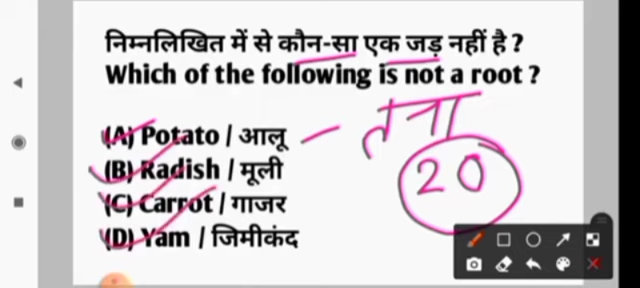 निम्नलिखित में से कौन-सा एक जड़ नहीं है ?
Which of the following is not a root ?
(A) Potato / आलू – तना
(B) Radish / मूली
(C) Carrot / गाजर
(D) Yam / जिमीकंद
20